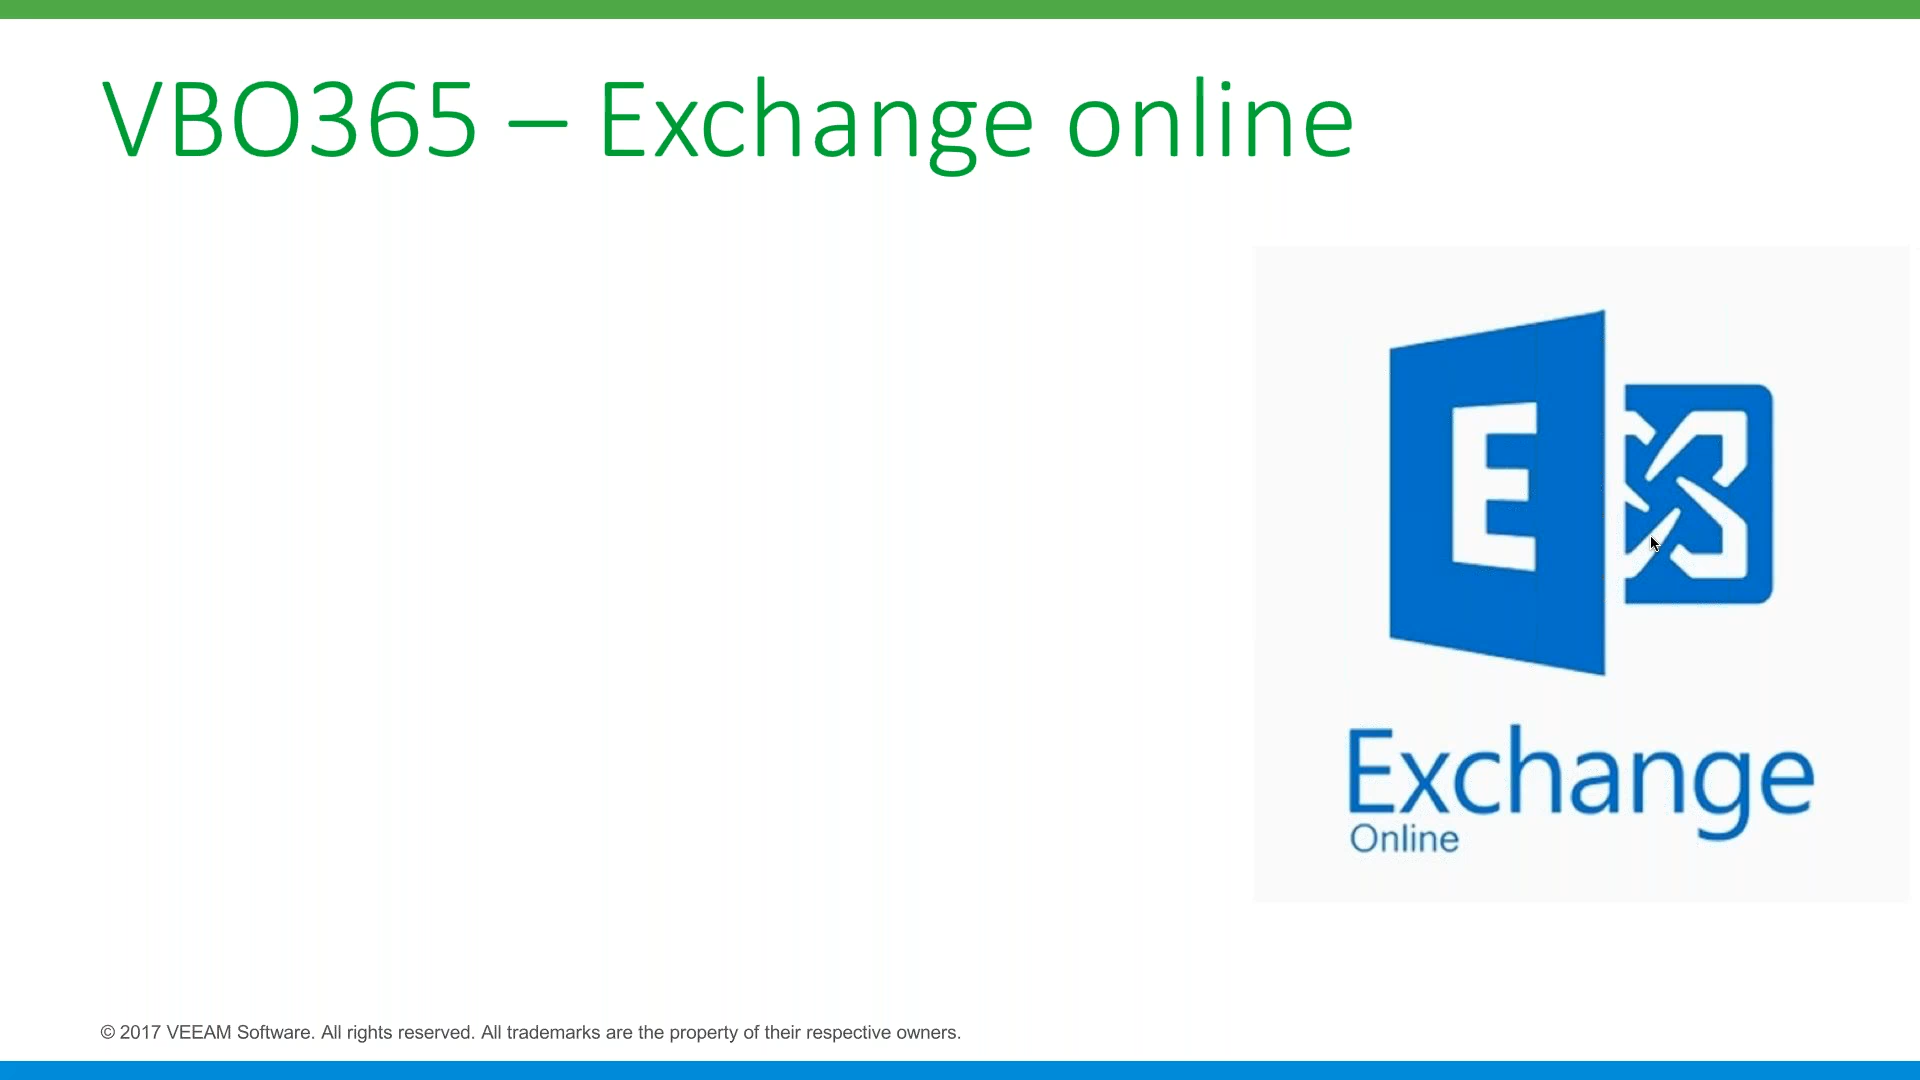 VBO365 – Exchange online
E
Exchange
Online
© 2017 VEEAM Software. All rights reserved. All trademarks are the property of their respective owners.